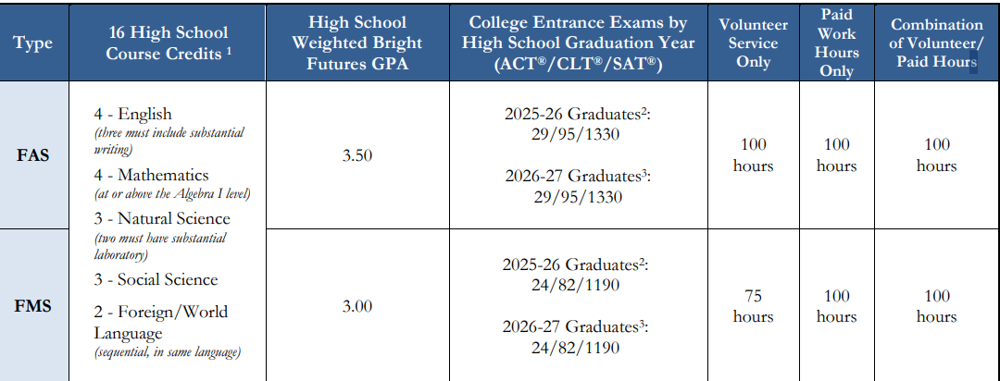 Type
16 High School
Course Credits ¹
High School
Weighted Bright
Futures GPA
College Entrance Exams by
High School Graduation Year
(ACT®/CLT®/SAT®)
Volunteer
Service
Only
Paid
Work
Hours
Only
Combination
of Volunteer/
Paid Hours
FAS
4 - English
(three must include substantial
writing)
4 - Mathematics
(at or above the Algebra I level)
3 - Natural Science
(two must have substantial
laboratory)
3 - Social Science
2 - Foreign/World
Language
(sequential, in same language)
3.50
2025-26 Graduates²:
29/95/1330
2026-27 Graduates³:
29/95/1330
100
hours
100
hours
100
hours
FMS
3.00
2025-26 Graduates²:
24/82/1190
2026-27 Graduates³:
24/82/1190
75
hours
100
hours
100
hours